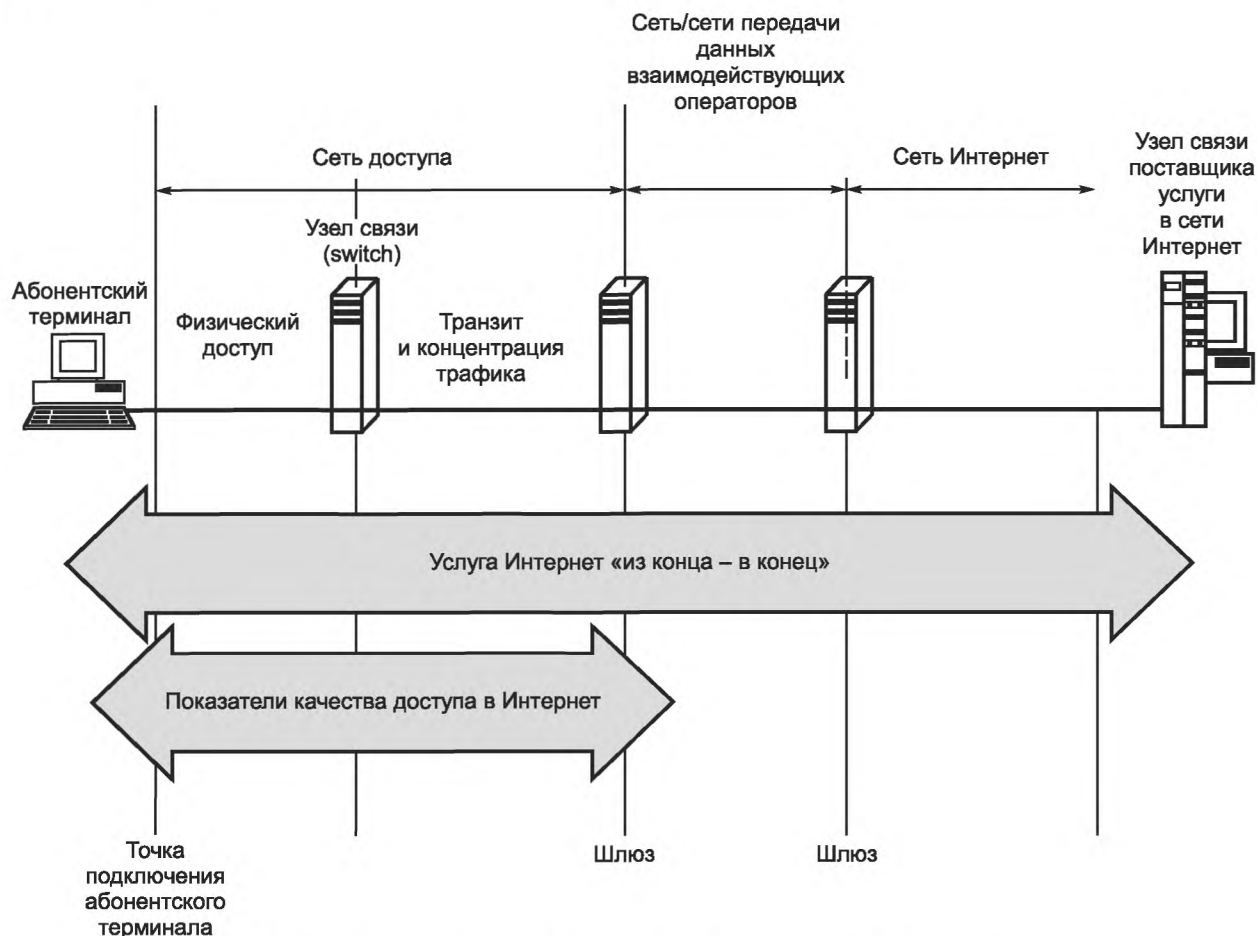 Сеть/сети передачи
данных
взаимодействующих
операторов
Сеть доступа
Сеть Интернет
Узел связи
поставщика
услуги
в сети
Интернет
Узел связи
(switch)
Абонентский
терминал
Физический
доступ
Транзит
и концентрация
трафика
Услуга Интернет «из конца – в конец»
Показатели качества доступа в Интернет
Точка
подключения
абонентского
терминала
Шлюз
Шлюз